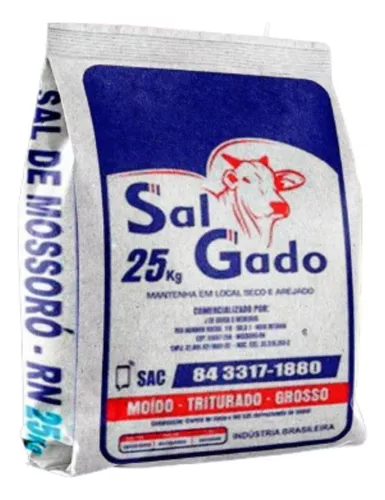 SAL DE MOSSORÓ - RN 25kg
Sal
25Kg Gado
MANTENHA EM LOCAL SECO E AREJADO
COMERCIALIZADO POR:
SAC 84 3317-1880
MOÍDO - TRITURADO - GROSSO
INDÚSTRIA BRASILEIRA